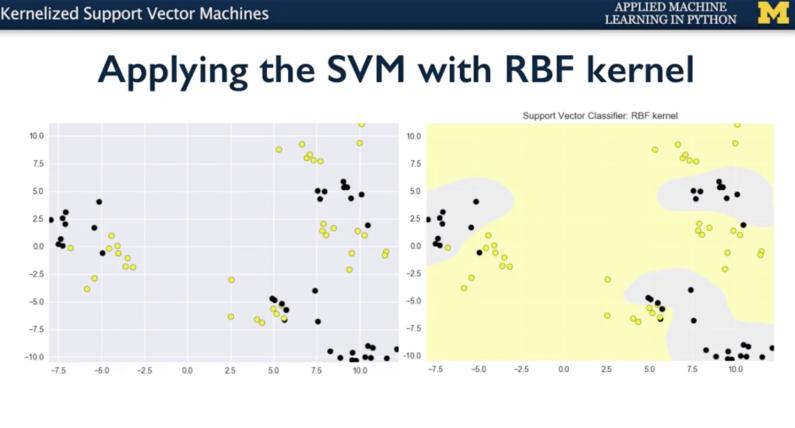 Kernelized Support Vector Machines
APPLIED MACHINE
LEARNING IN PYTHON
M
Applying the SVM with RBF kernel
Support Vector Classifier: RBF kernel
10.0
7.5
5.0
2.5
0.0
−2.5
−5.0
−7.5
−10.0
−7.5 −5.0 −2.5 0.0 2.5 5.0 7.5 10.0
10.0
7.5
5.0
2.5
0.0
−2.5
−5.0
−7.5
−10.0
−7.5 −5.0 −2.5 0.0 2.5 5.0 7.5 10.0